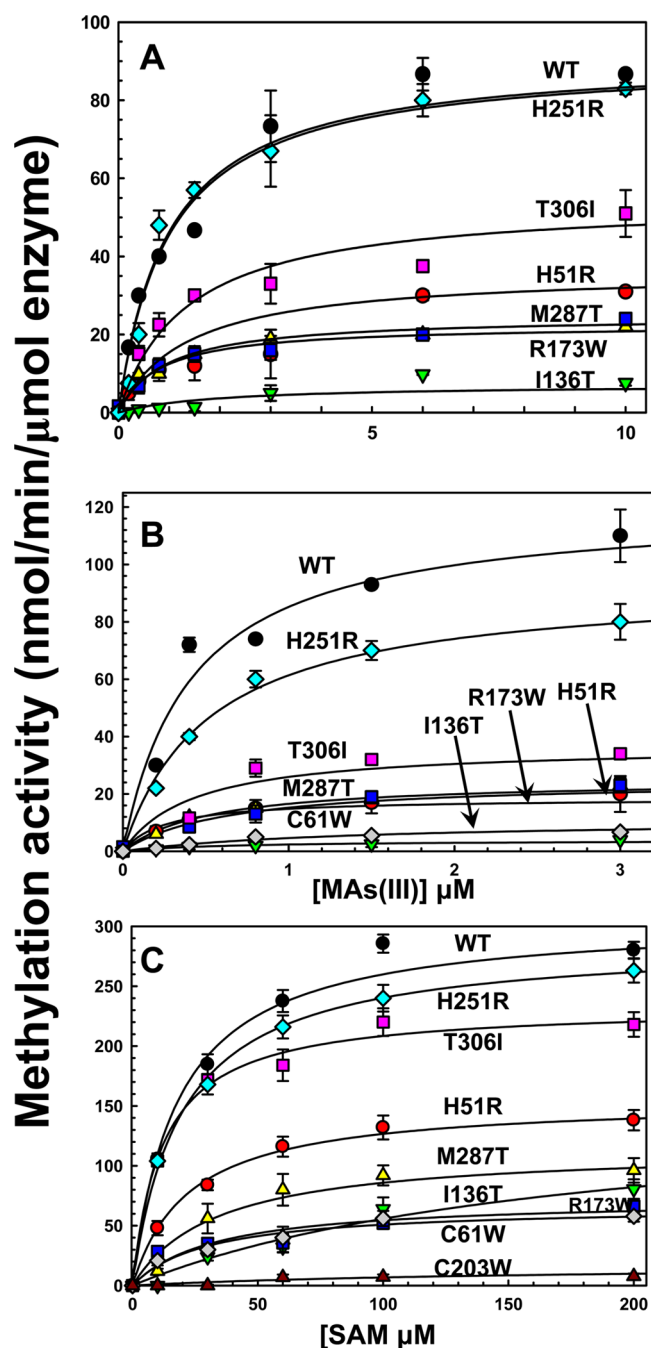 Methylation activity (nmol/min/μmol enzyme)
A
100
80
60
40
20
0
WT
H251R
T306I
H51R
M287T
R173W
I136T
0
5
10
B
120
100
80
60
40
20
0
WT
H251R
T306I
M287T
C61W
I136T
R173W
H51R
0
1
2
3
[MAs(III)] μM
C
300
250
200
150
100
50
0
WT
H251R
T306I
H51R
M287T
I136T
R173W
C61W
C203W
0
50
100
150
200
[SAM μM